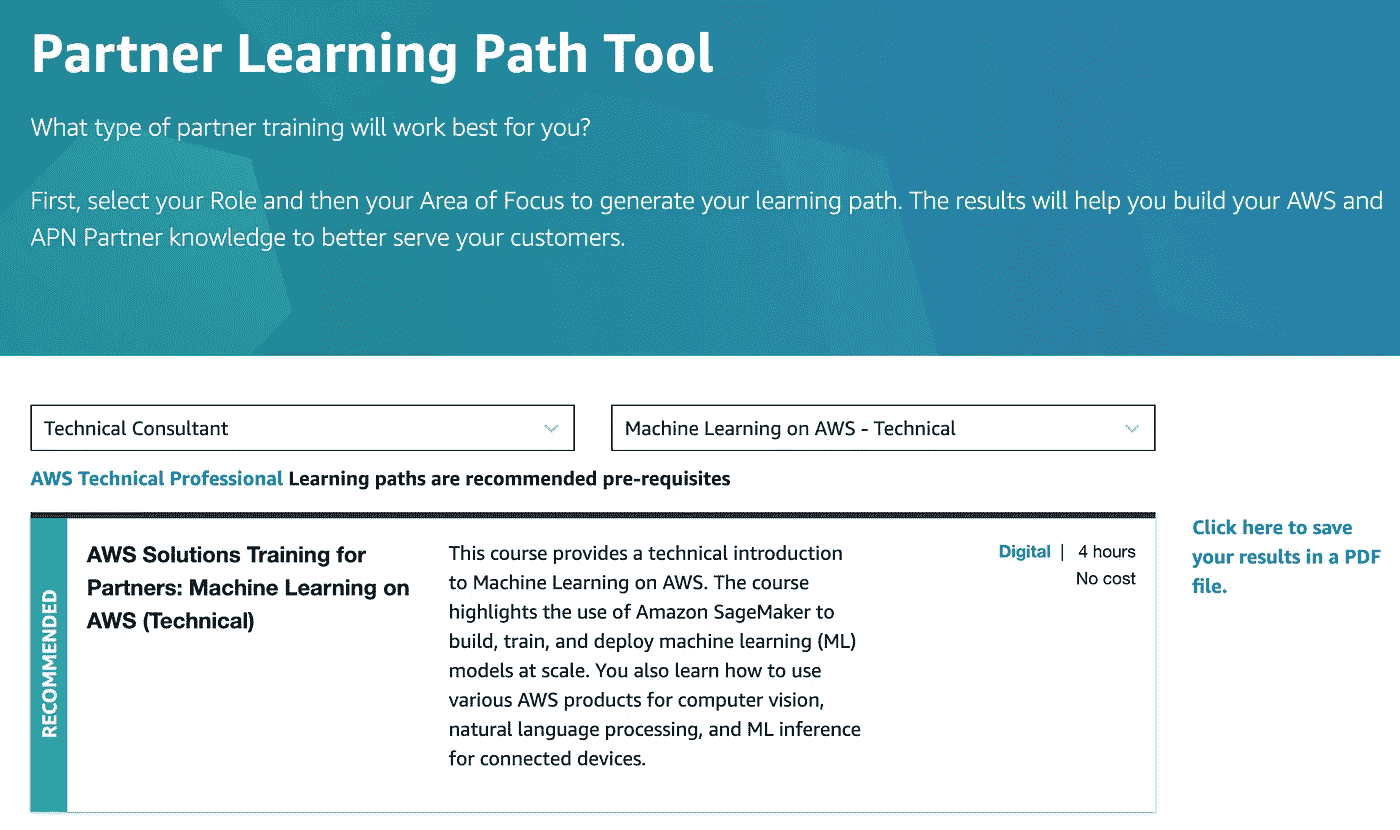 Partner Learning Path Tool
What type of partner training will work best for you?
First, select your Role and then your Area of Focus to generate your learning path. The results will help you build your AWS and
APN Partner knowledge to better serve your customers.
Technical Consultant
Machine Learning on AWS - Technical
AWS Technical Professional Learning paths are recommended pre-requisites
RECOMMENDED
AWS Solutions Training for
Partners: Machine Learning on
AWS (Technical)
This course provides a technical introduction
to Machine Learning on AWS. The course
highlights the use of Amazon SageMaker to
build, train, and deploy machine learning (ML)
models at scale. You also learn how to use
various AWS products for computer vision,
natural language processing, and ML inference
for connected devices.
Digital | 4 hours
No cost
Click here to save
your results in a PDF
file.